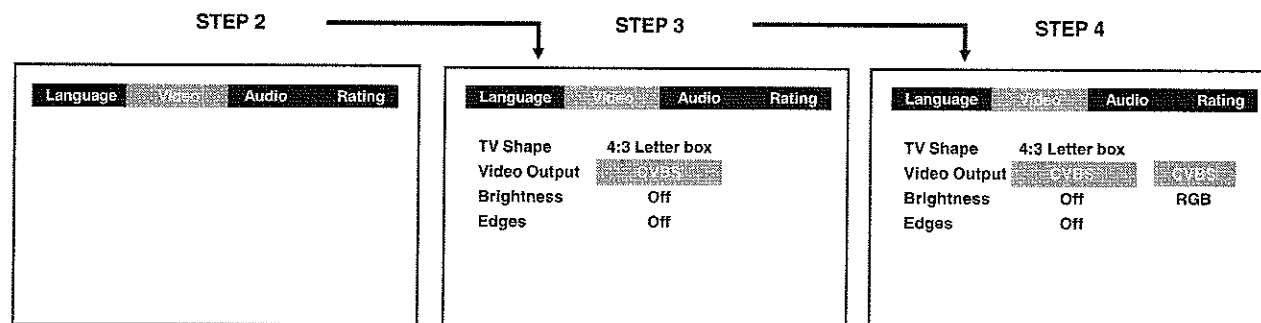 STEP 2
STEP 3
STEP 4
Language Video Audio Rating
Language Video Audio Rating
TV Shape 4:3 Letter box
Video Output CVBS
Brightness Off
Edges Off
Language Video Audio Rating
TV Shape 4:3 Letter box
Video Output CVBS CVBS
Brightness Off RGB
Edges Off